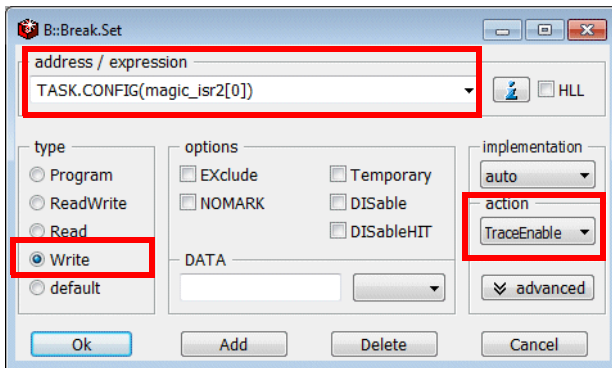 B::Break.Set
address / expression
TASK.CONFIG(magic_isr2[0])
HLL
type
Program
ReadWrite
Read
Write
default
options
EXclude
NOMARK
Temporary
DISable
DISableHIT
DATA
implementation
auto
action
TraceEnable
advanced
Ok
Add
Delete
Cancel